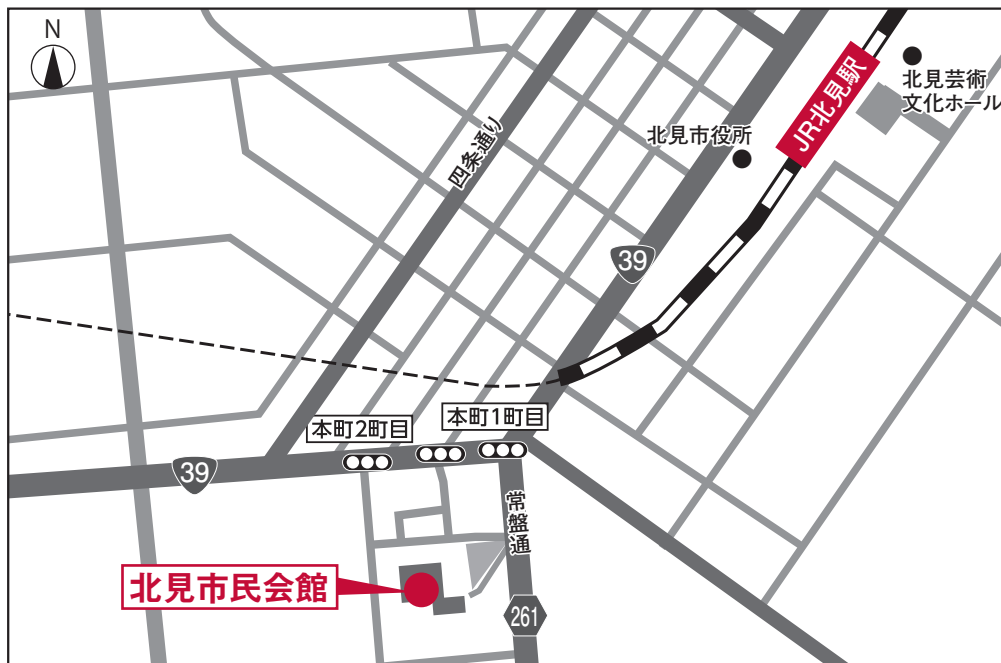 N
北見芸術
文化ホール
JR北見駅
北見市役所
四条通り
39
本町1町目
本町2町目
39
常盤通
北見市民会館
261